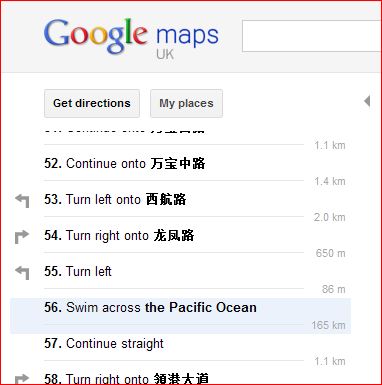 Google maps
UK
Get directions
My places
1.1 km
52. Continue onto 万宝中路
1.4 km
53. Turn left onto 西航路
2.0 km
54. Turn right onto 龙凤路
650 m
55. Turn left
86 m
56. Swim across the Pacific Ocean
165 km
57. Continue straight
1.1 km
58. Turn right onto 領港大道